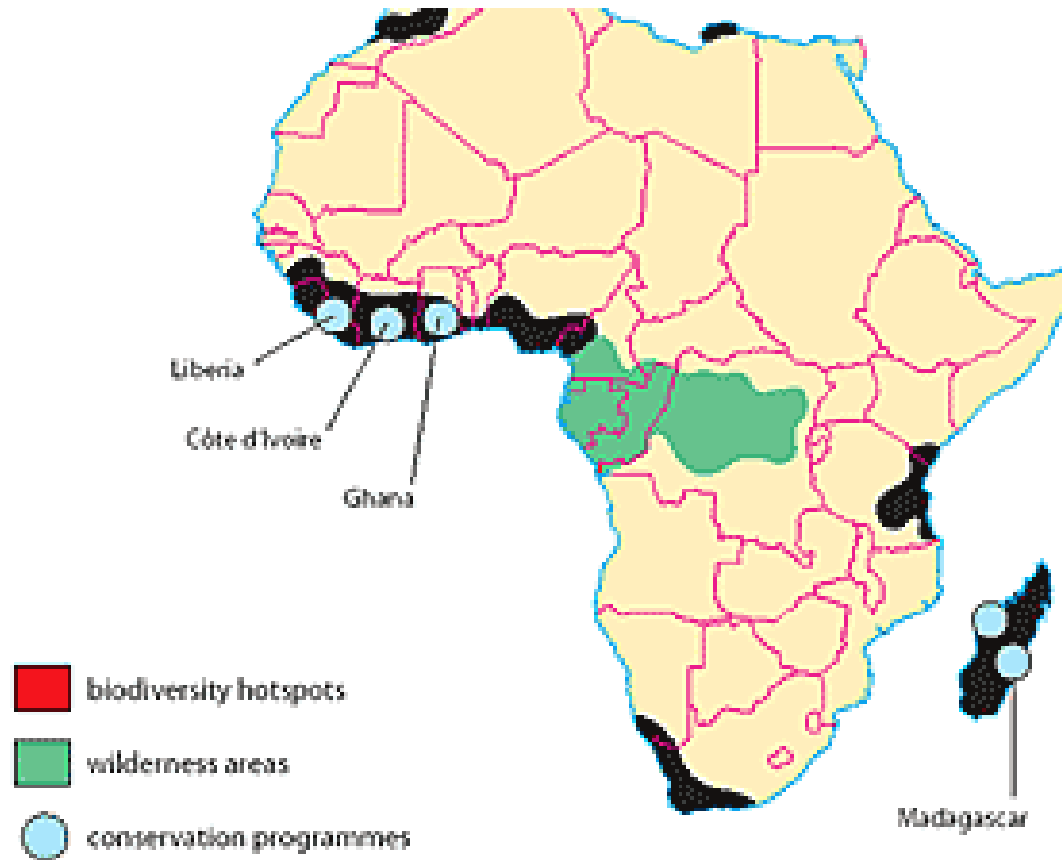 Liberia
Côte d'Ivoire
Ghana
biodiversity hotspots
wilderness areas
conservation programmes
Madagascar